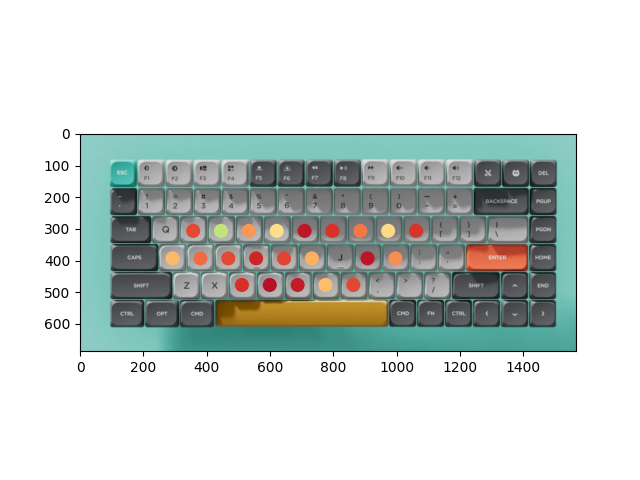 0
100
200
300
400
500
600
ESC F1 F2 F3 F4 F5 F6 F7 F8 F9 F10 F11 F12 DEL
~ ! 1 @ 2 # 3 $ 4 % 5 ^ 6 & 7 * 8 ( 9 ) 0 — - + = BACKSPACE PGUP
TAB Q { [ } ] | \ PGDN
CAPS J : ; " ' ENTER HOME
SHIFT Z X < , > . ? / SHIFT END
CTRL OPT CMD CMD FN CTRL
0 200 400 600 800 1000 1200 1400